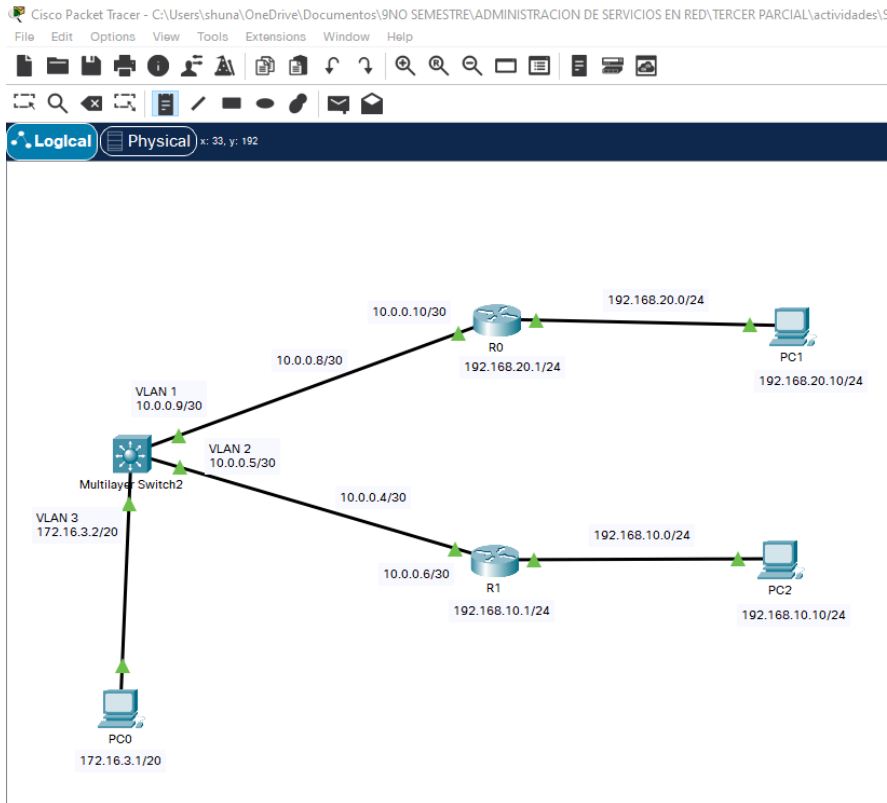 Cisco Packet Tracer - C:\Users\shuna\OneDrive\Documentos\9NO SEMESTRE\ADMINISTRACION DE SERVICIOS EN RED\TERCER PARCIAL\actividades\S
File Edit Options View Tools Extensions Window Help
Logical Physical x: 33, y: 192
192.168.20.0/24
10.0.0.10/30
R0
192.168.20.1/24
PC1
192.168.20.10/24
10.0.0.8/30
VLAN 1
10.0.0.9/30
VLAN 2
10.0.0.5/30
Multilayer Switch2
10.0.0.4/30
VLAN 3
172.16.3.2/20
192.168.10.0/24
10.0.0.6/30
R1
192.168.10.1/24
PC2
192.168.10.10/24
PC0
172.16.3.1/20